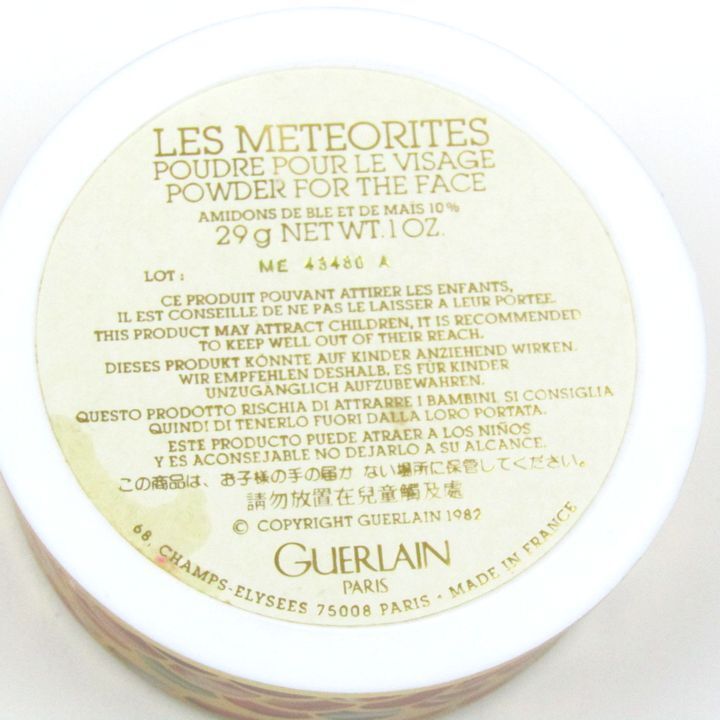 LES METEORITES
POUDRE POUR LE VISAGE
POWDER FOR THE FACE
AMIDONS DE BLE ET DE MAÏS 10%
29 g NET WT. 1 OZ.
LOT : ME 43480 A
CE PRODUIT POUVANT ATTIRER LES ENFANTS,
IL EST CONSEILLE DE NE PAS LE LAISSER A LEUR PORTEE.
THIS PRODUCT MAY ATTRACT CHILDREN, IT IS RECOMMENDED
TO KEEP WELL OUT OF THEIR REACH.
DIESES PRODUKT KÖNNTE AUF KINDER ANZIEHEND WIRKEN.
WIR EMPFEHLEN DESHALB, ES FÜR KINDER
UNZUGÄNGLICH AUFZUBEWAHREN.
QUESTO PRODOTTO RISCHIA DI ATTRARRE I BAMBINI, SI CONSIGLIA
QUINDI DI TENERLO FUORI DALLA LORO PORTATA.
ESTE PRODUCTO PUEDE ATRAER A LOS NIÑOS
Y ES ACONSEJABLE NO DEJARLO A SU ALCANCE.
この商品は、お子様の手の届か ない場所に保管してください。
請勿放置在兒童觸及處
© COPYRIGHT GUERLAIN 1982
GUERLAIN
PARIS
68, CHAMPS-ELYSEES 75008 PARIS - MADE IN FRANCE